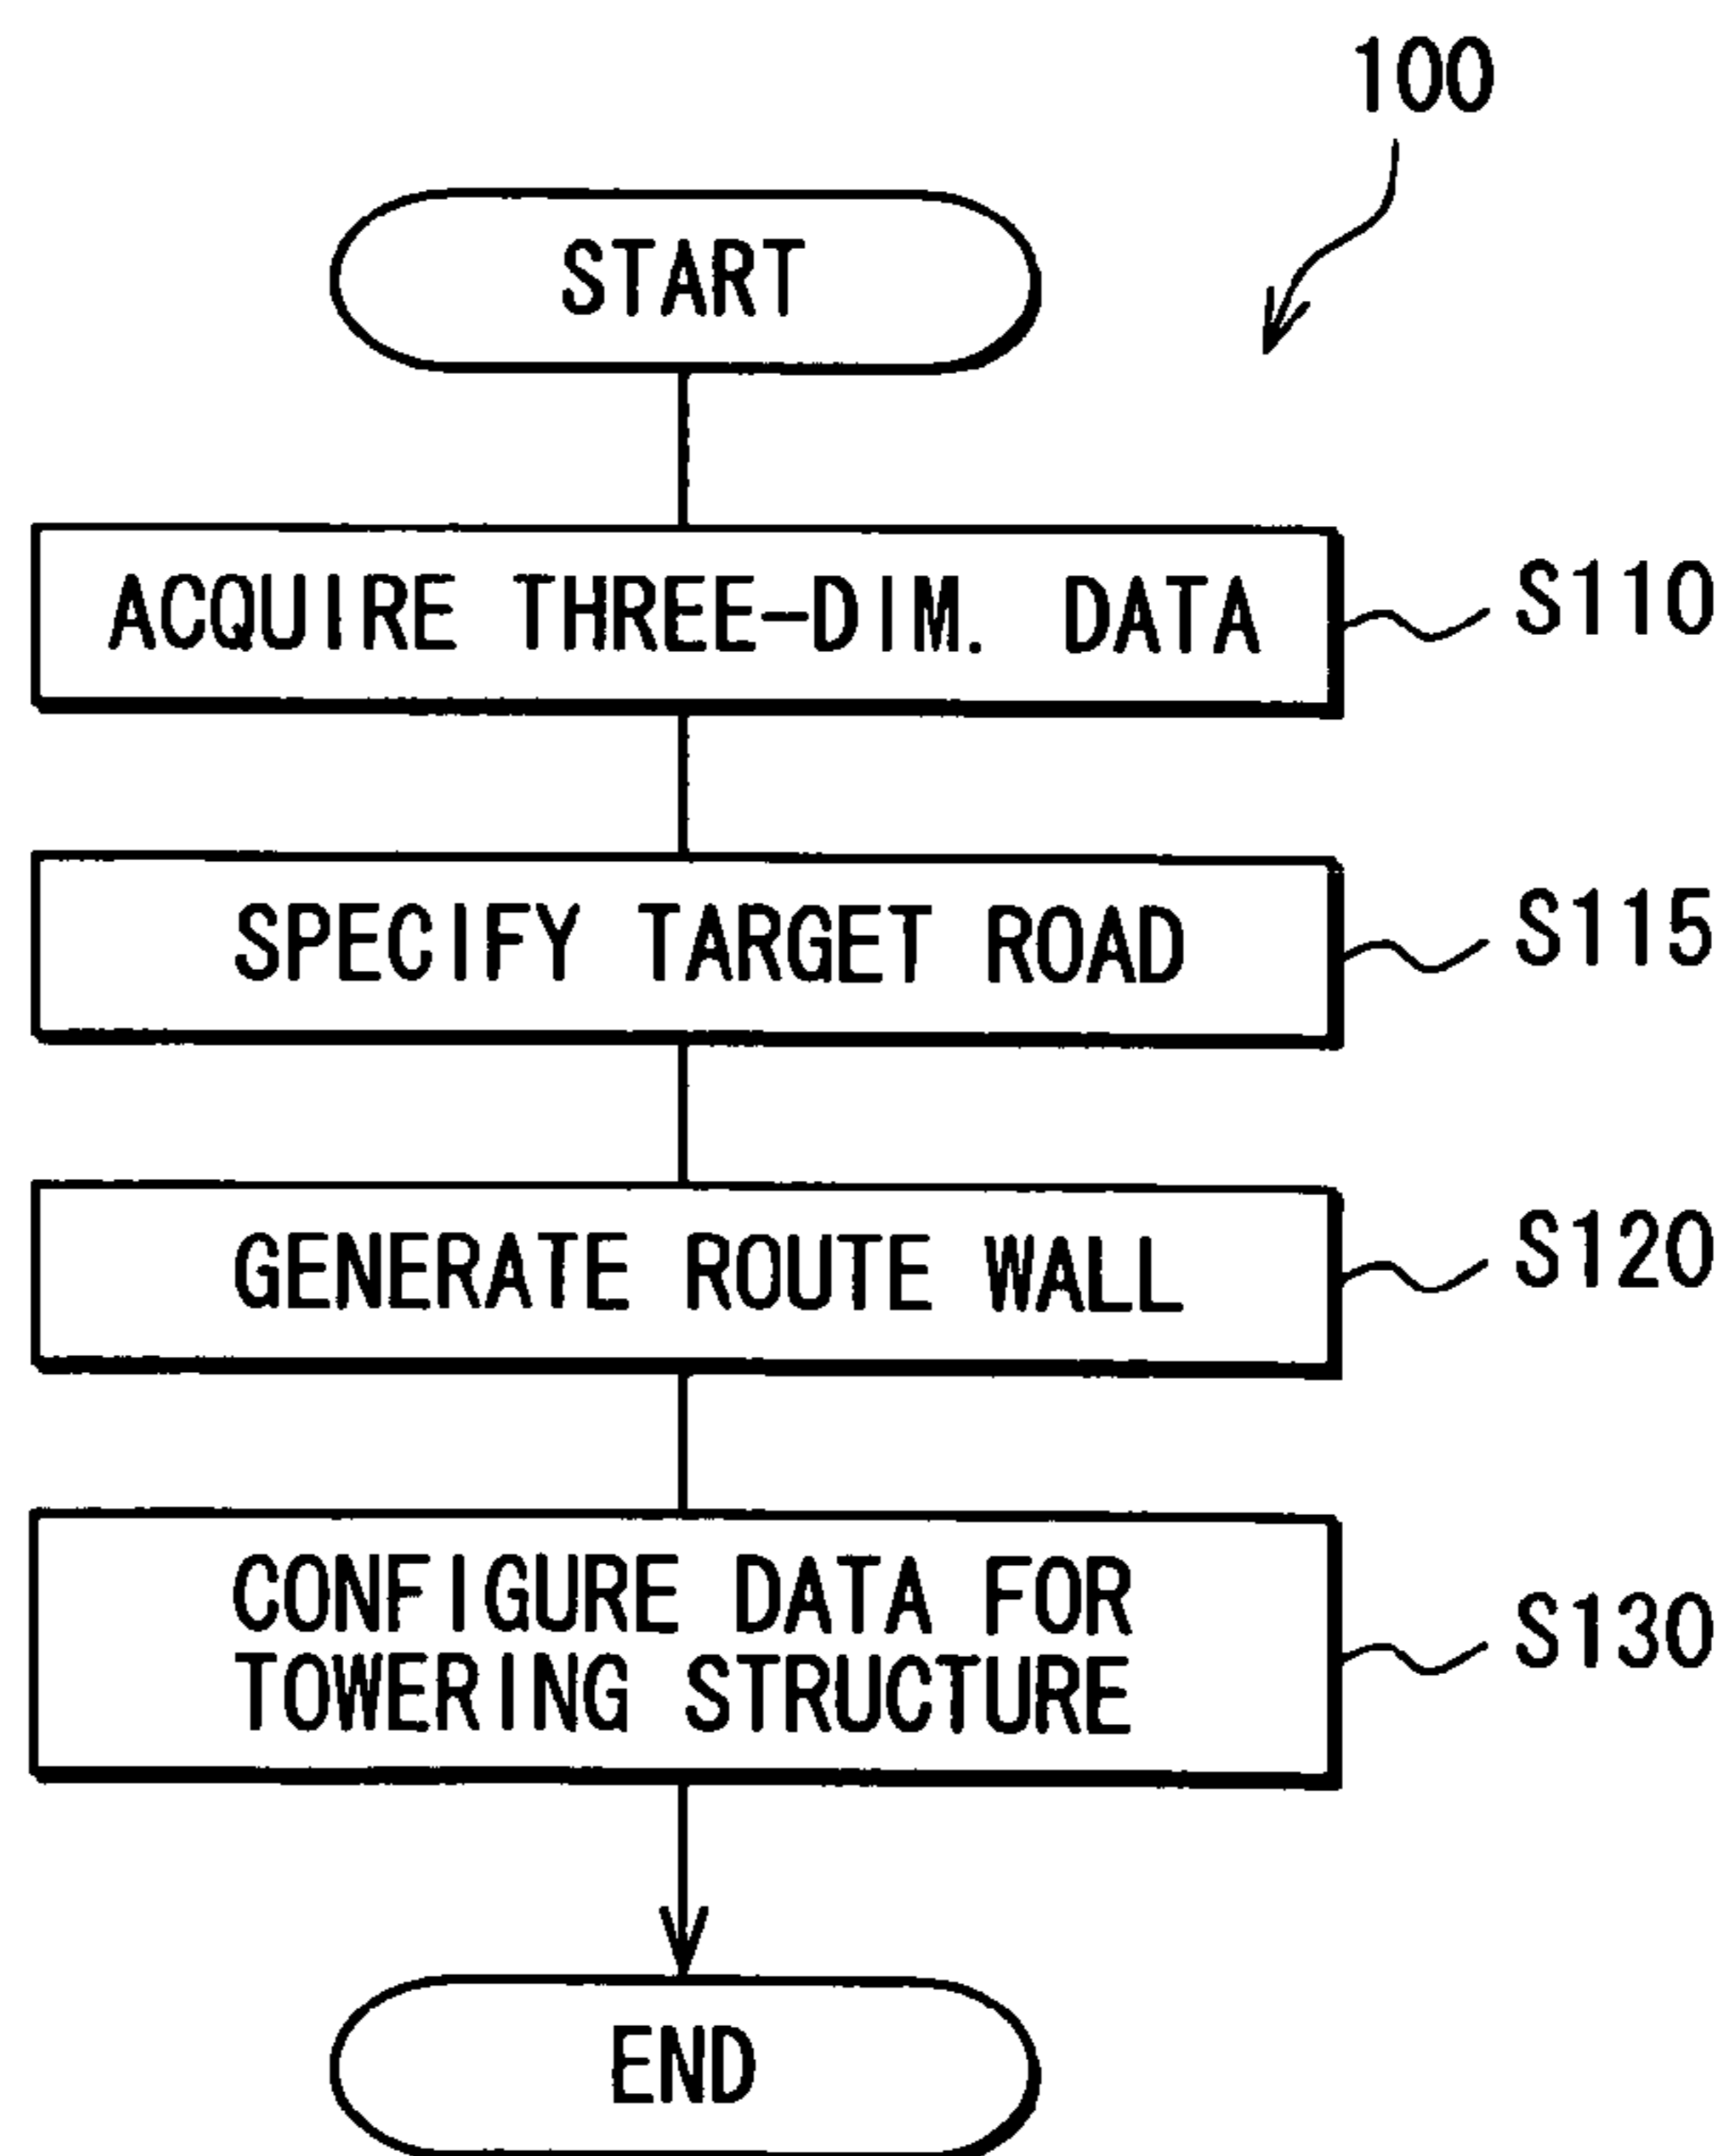 100
START
ACQUIRE THREE-DIM. DATA
S110
SPECIFY TARGET ROAD
S115
GENERATE ROUTE WALL
S120
CONFIGURE DATA FOR
TOWERING STRUCTURE
S130
END